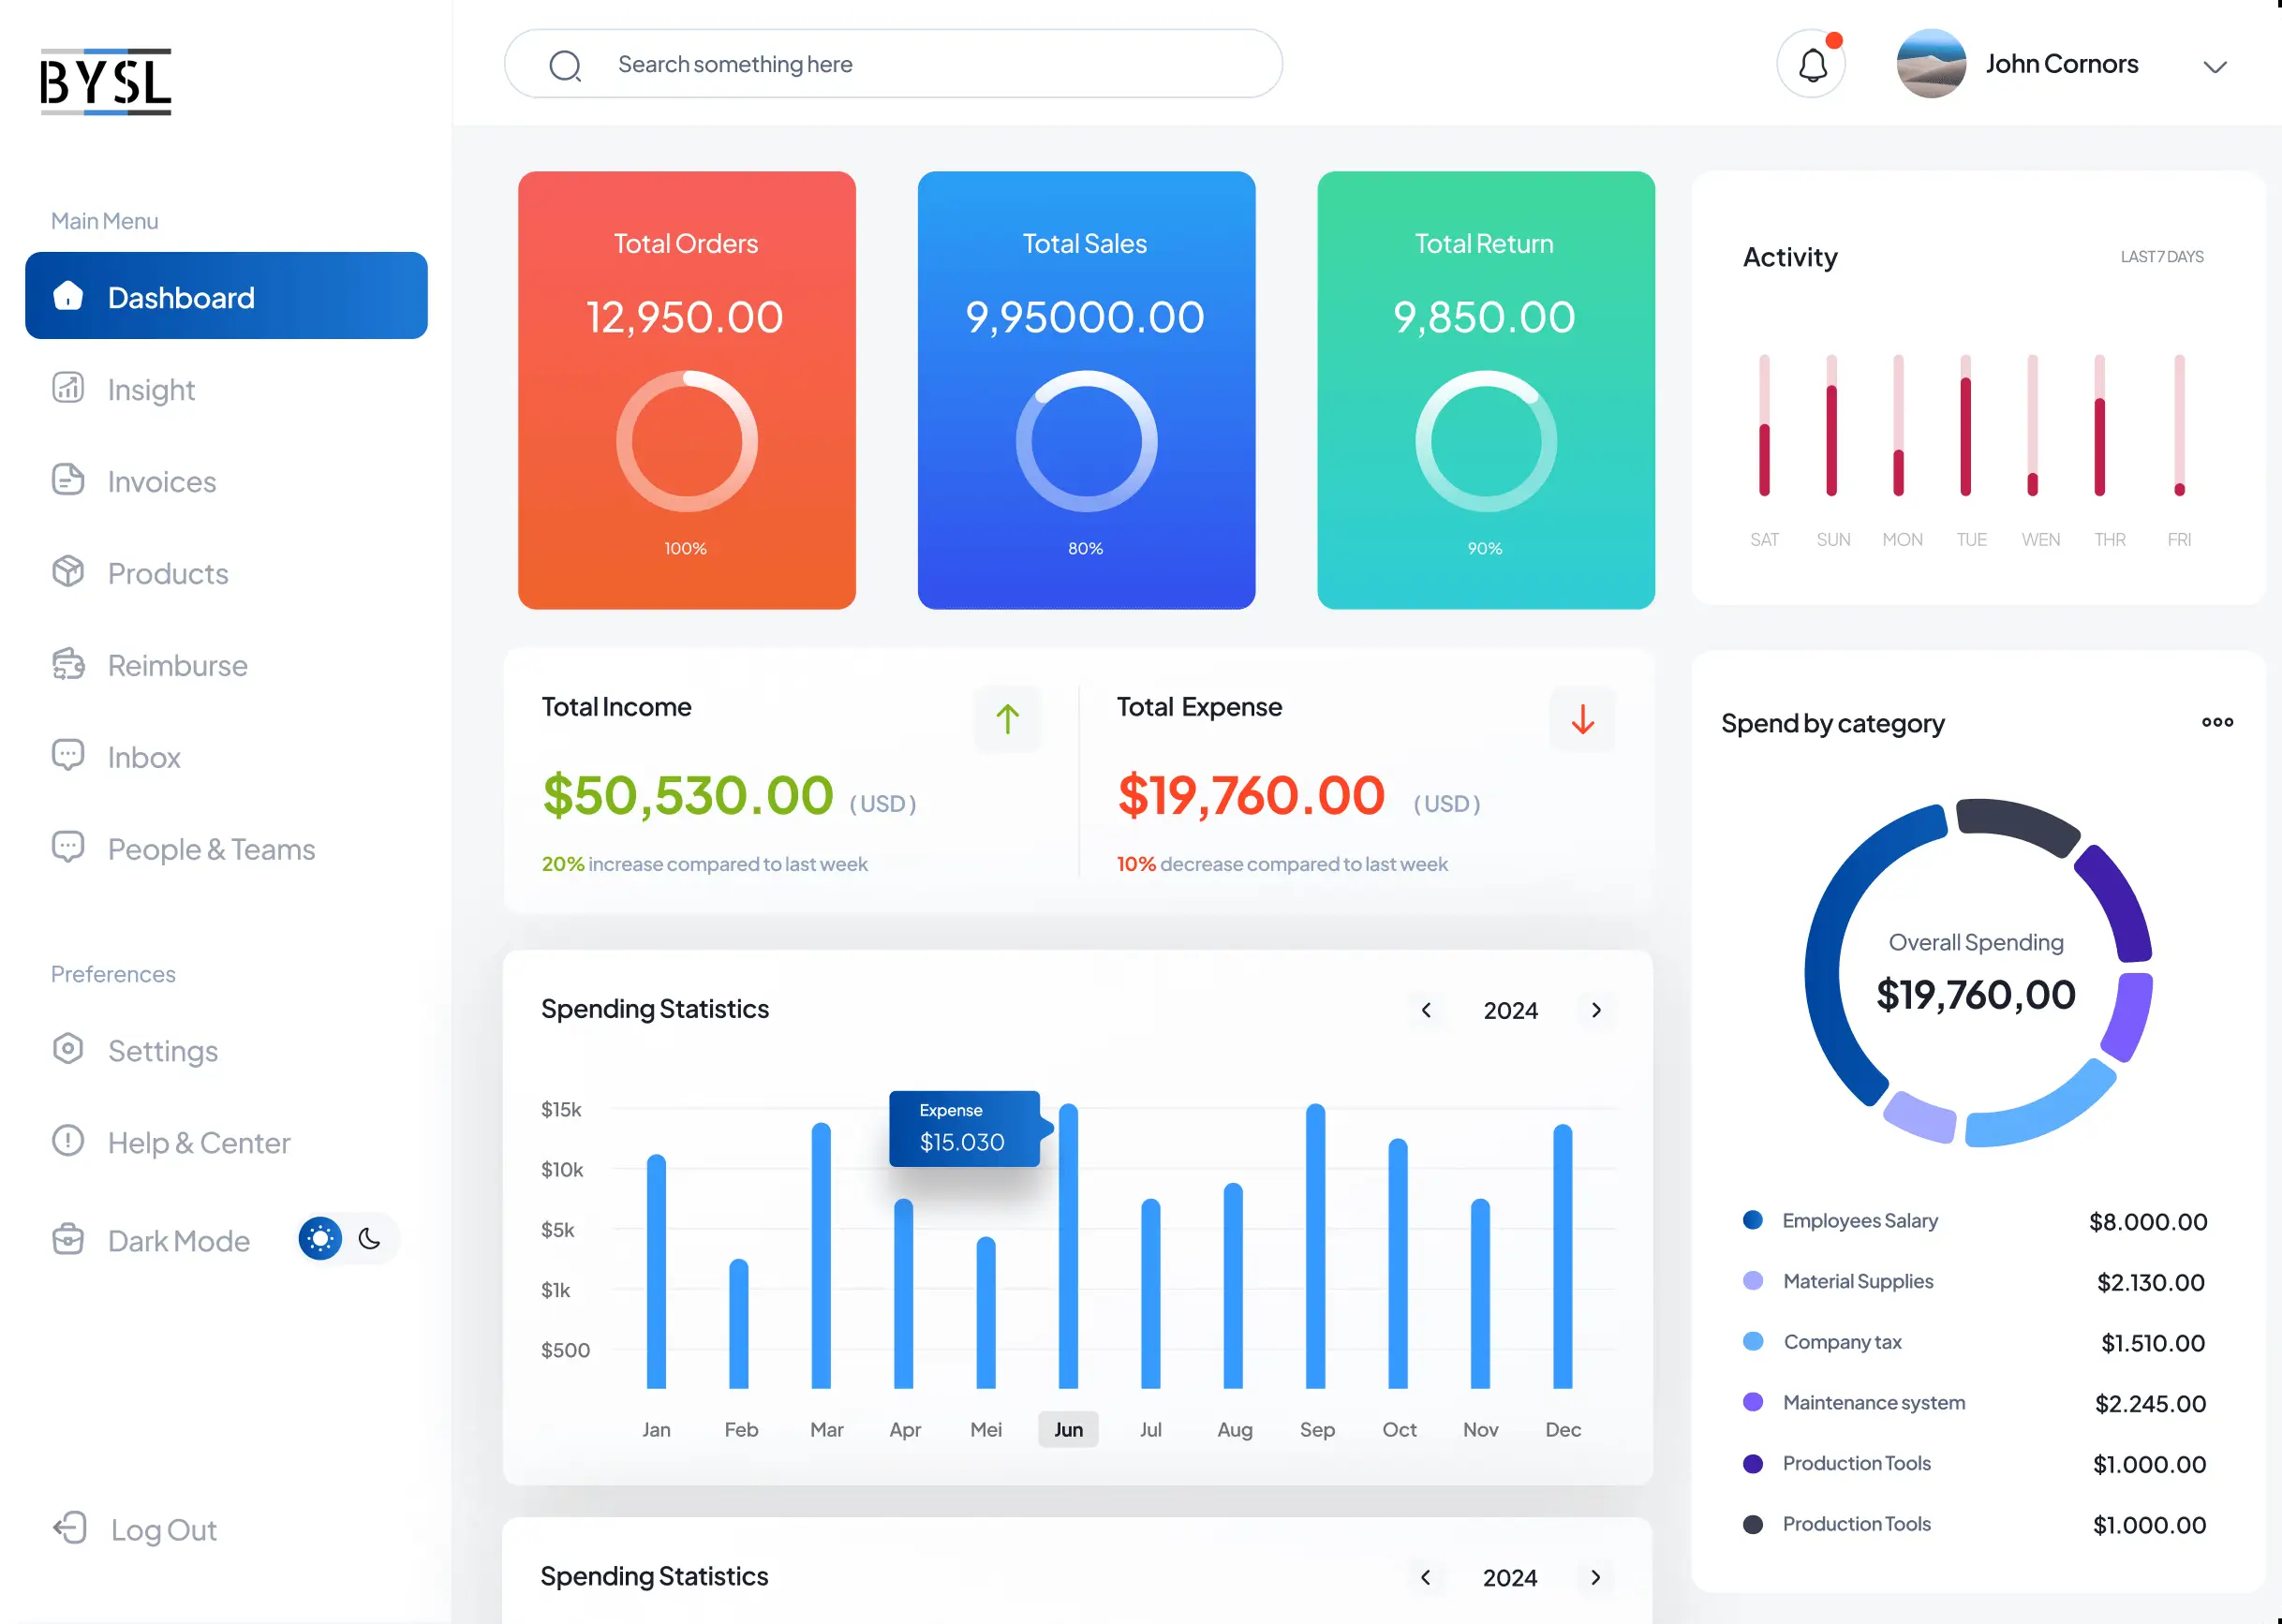 BYSL
Search something here
John Cornors
Main Menu
Dashboard
Insight
Invoices
Products
Reimburse
Inbox
People & Teams
Preferences
Settings
Help & Center
Dark Mode
Log Out
Total Orders
12,950.00
100%
Total Sales
9,95000.00
80%
Total Return
9,850.00
90%
Activity
LAST 7 DAYS
SAT SUN MON TUE WEN THR FRI
Total Income
$50,530.00 (USD)
20% increase compared to last week
Total Expense
$19,760.00 (USD)
10% decrease compared to last week
Spending Statistics
2024
$15k
$10k
$5k
$1k
$500
Expense
$15.030
Jan Feb Mar Apr Mei Jun Jul Aug Sep Oct Nov Dec
Spending Statistics
2024
Spend by category
Overall Spending
$19,760,00
Employees Salary $8.000.00
Material Supplies $2.130.00
Company tax $1.510.00
Maintenance system $2.245.00
Production Tools $1.000.00
Production Tools $1.000.00